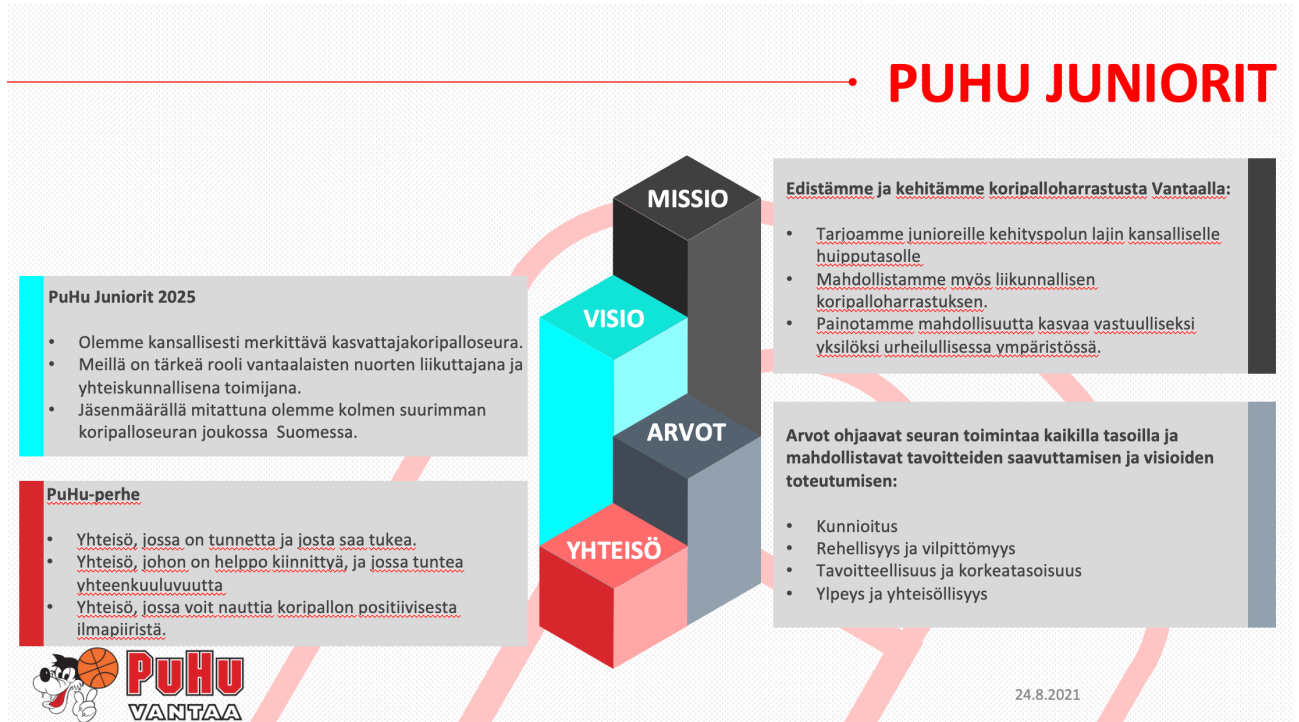 PUHU JUNIORIT
MISSIO
Edistämme ja kehitämme koripalloharrastusta Vantaalla:
• Tarjoamme junioreille kehityspolun lajin kansalliselle
huipputasolle
• Mahdollistamme myös liikunnallisen
koripalloharrastuksen.
• Painotamme mahdollisuutta kasvaa vastuulliseksi
yksilöksi urheilullisessa ympäristössä.
VISIO
PuHu Juniorit 2025
• Olemme kansallisesti merkittävä kasvattajakoripalloseura.
• Meillä on tärkeä rooli vantaalaisten nuorten liikuttajana ja
yhteiskunnallisena toimijana.
• Jäsenmäärällä mitattuna olemme kolmen suurimman
koripalloseuran joukossa Suomessa.
ARVOT
Arvot ohjaavat seuran toimintaa kaikilla tasoilla ja
mahdollistavat tavoitteiden saavuttamisen ja visioiden
toteutumisen:
• Kunnioitus
• Rehellisyys ja vilpittömyys
• Tavoitteellisuus ja korkeatasoisuus
• Ylpeys ja yhteisöllisyys
YHTEISÖ
PuHu-perhe
• Yhteisö, jossa on tunnetta ja josta saa tukea.
• Yhteisö, johon on helppo kiinnittyä, ja jossa tuntea
yhteenkuuluvuutta
• Yhteisö, jossa voit nauttia koripallon positiivisesta
ilmapiiristä.
PuHu
VANTAA
24.8.2021